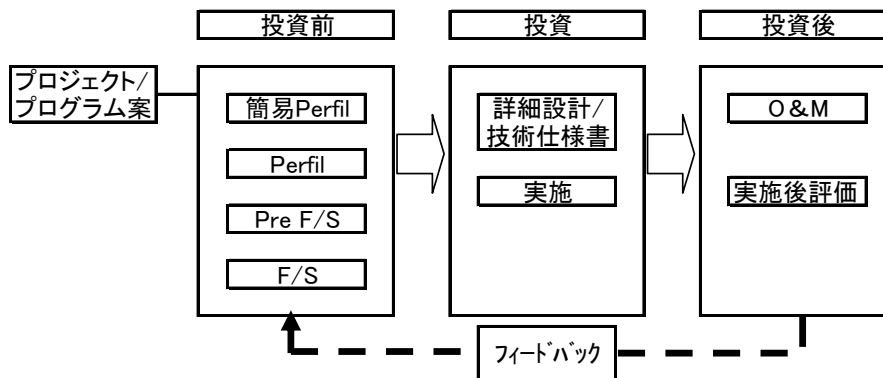 投資前
投資
投資後
プロジェクト/
プログラム案
簡易Perfil
Perfil
Pre F/S
F/S
詳細設計/
技術仕様書
実施
O&M
実施後評価
フィードバック